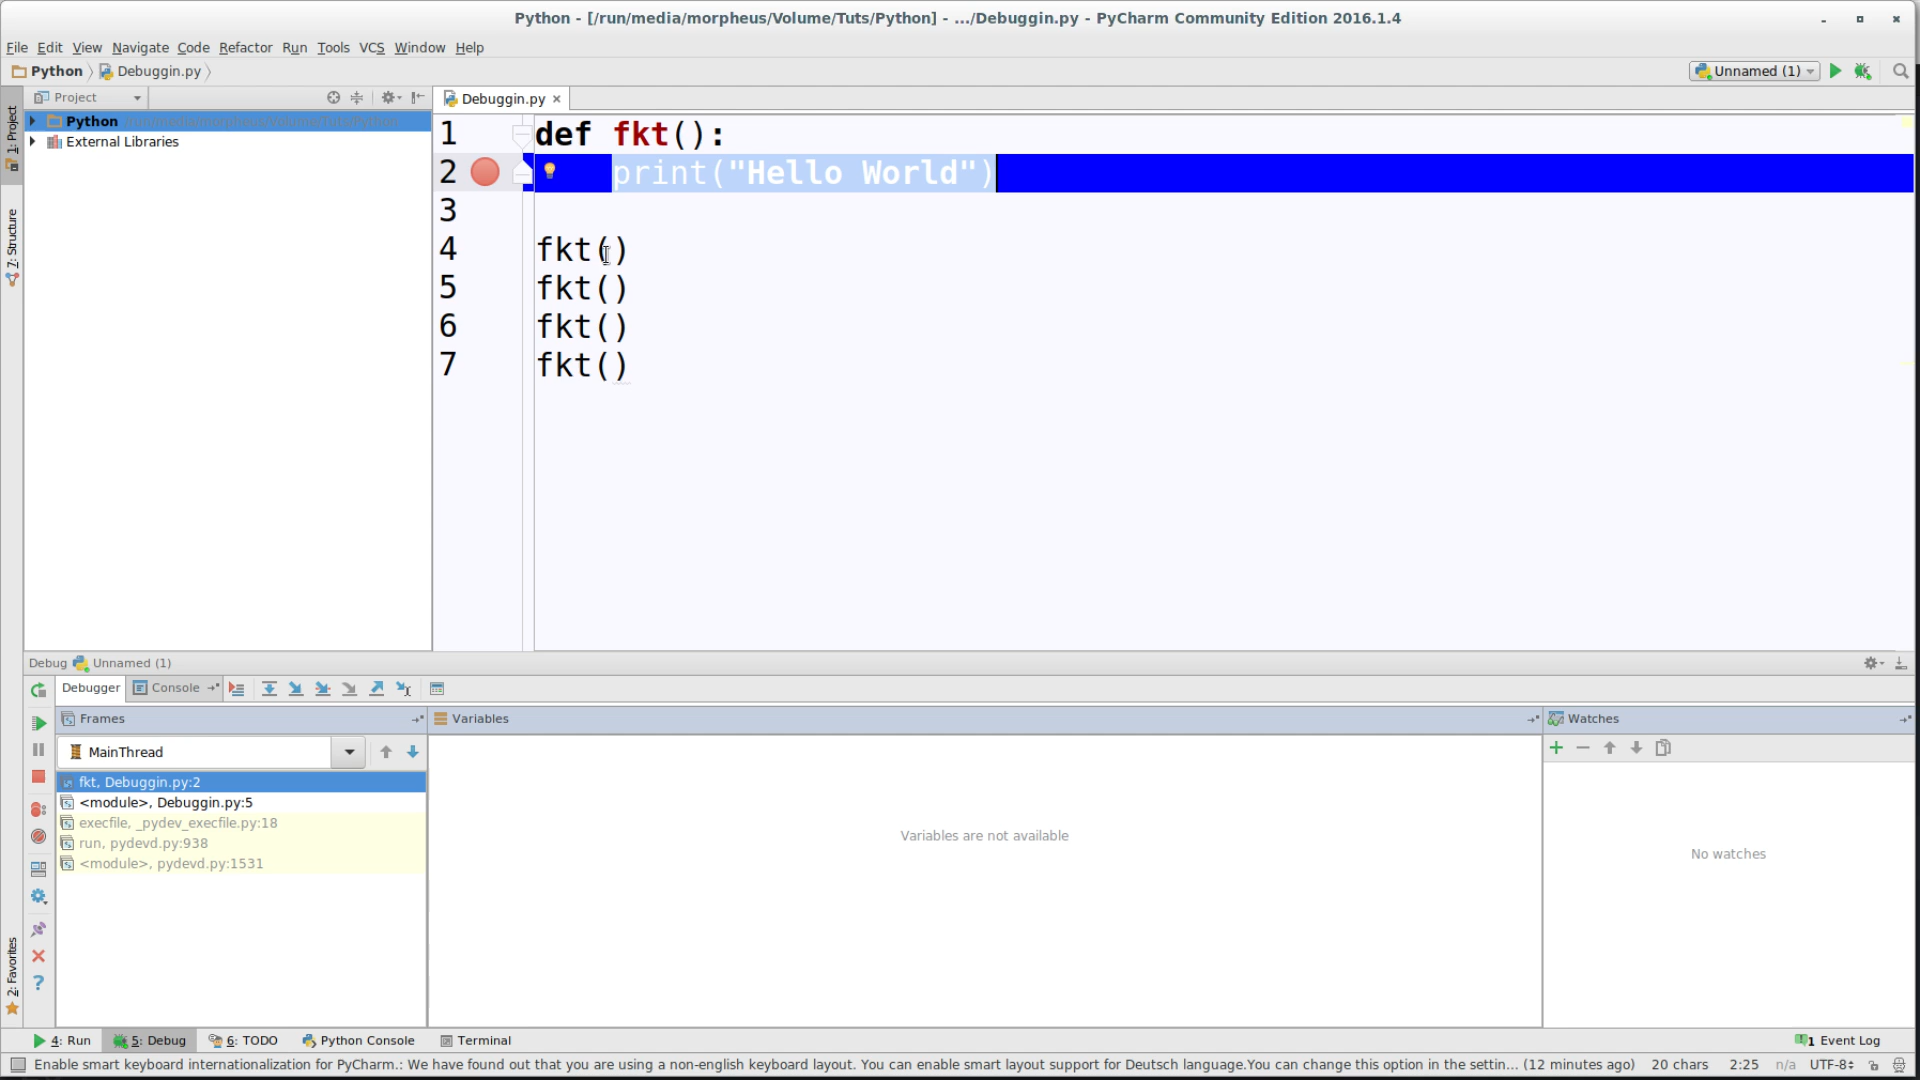 Python - [/run/media/morpheus/Volume/Tuts/Python] - .../Debuggin.py - PyCharm Community Edition 2016.1.4
File Edit View Navigate Code Refactor Run Tools VCS Window Help
Python Debuggin.py Unnamed (1)
Project
Debuggin.py
1: Project
7: Structure
2: Favorites
Python /run/media/morpheus/Volume/Tuts/Python
External Libraries
1 def fkt():
2 print("Hello World")
3
4 fkt()
5 fkt()
6 fkt()
7 fkt()
Debug Unnamed (1)
Debugger Console
Frames Variables Watches
MainThread
fkt, Debuggin.py:2
<module>, Debuggin.py:5
execfile, _pydev_execfile.py:18
run, pydevd.py:938
<module>, pydevd.py:1531
Variables are not available
No watches
4: Run 5: Debug 6: TODO Python Console Terminal 1 Event Log
Enable smart keyboard internationalization for PyCharm.: We have found out that you are using a non-english keyboard layout. You can enable smart layout support for Deutsch language.You can change this option in the settin... (12 minutes ago) 20 chars 2:25 n/a UTF-8